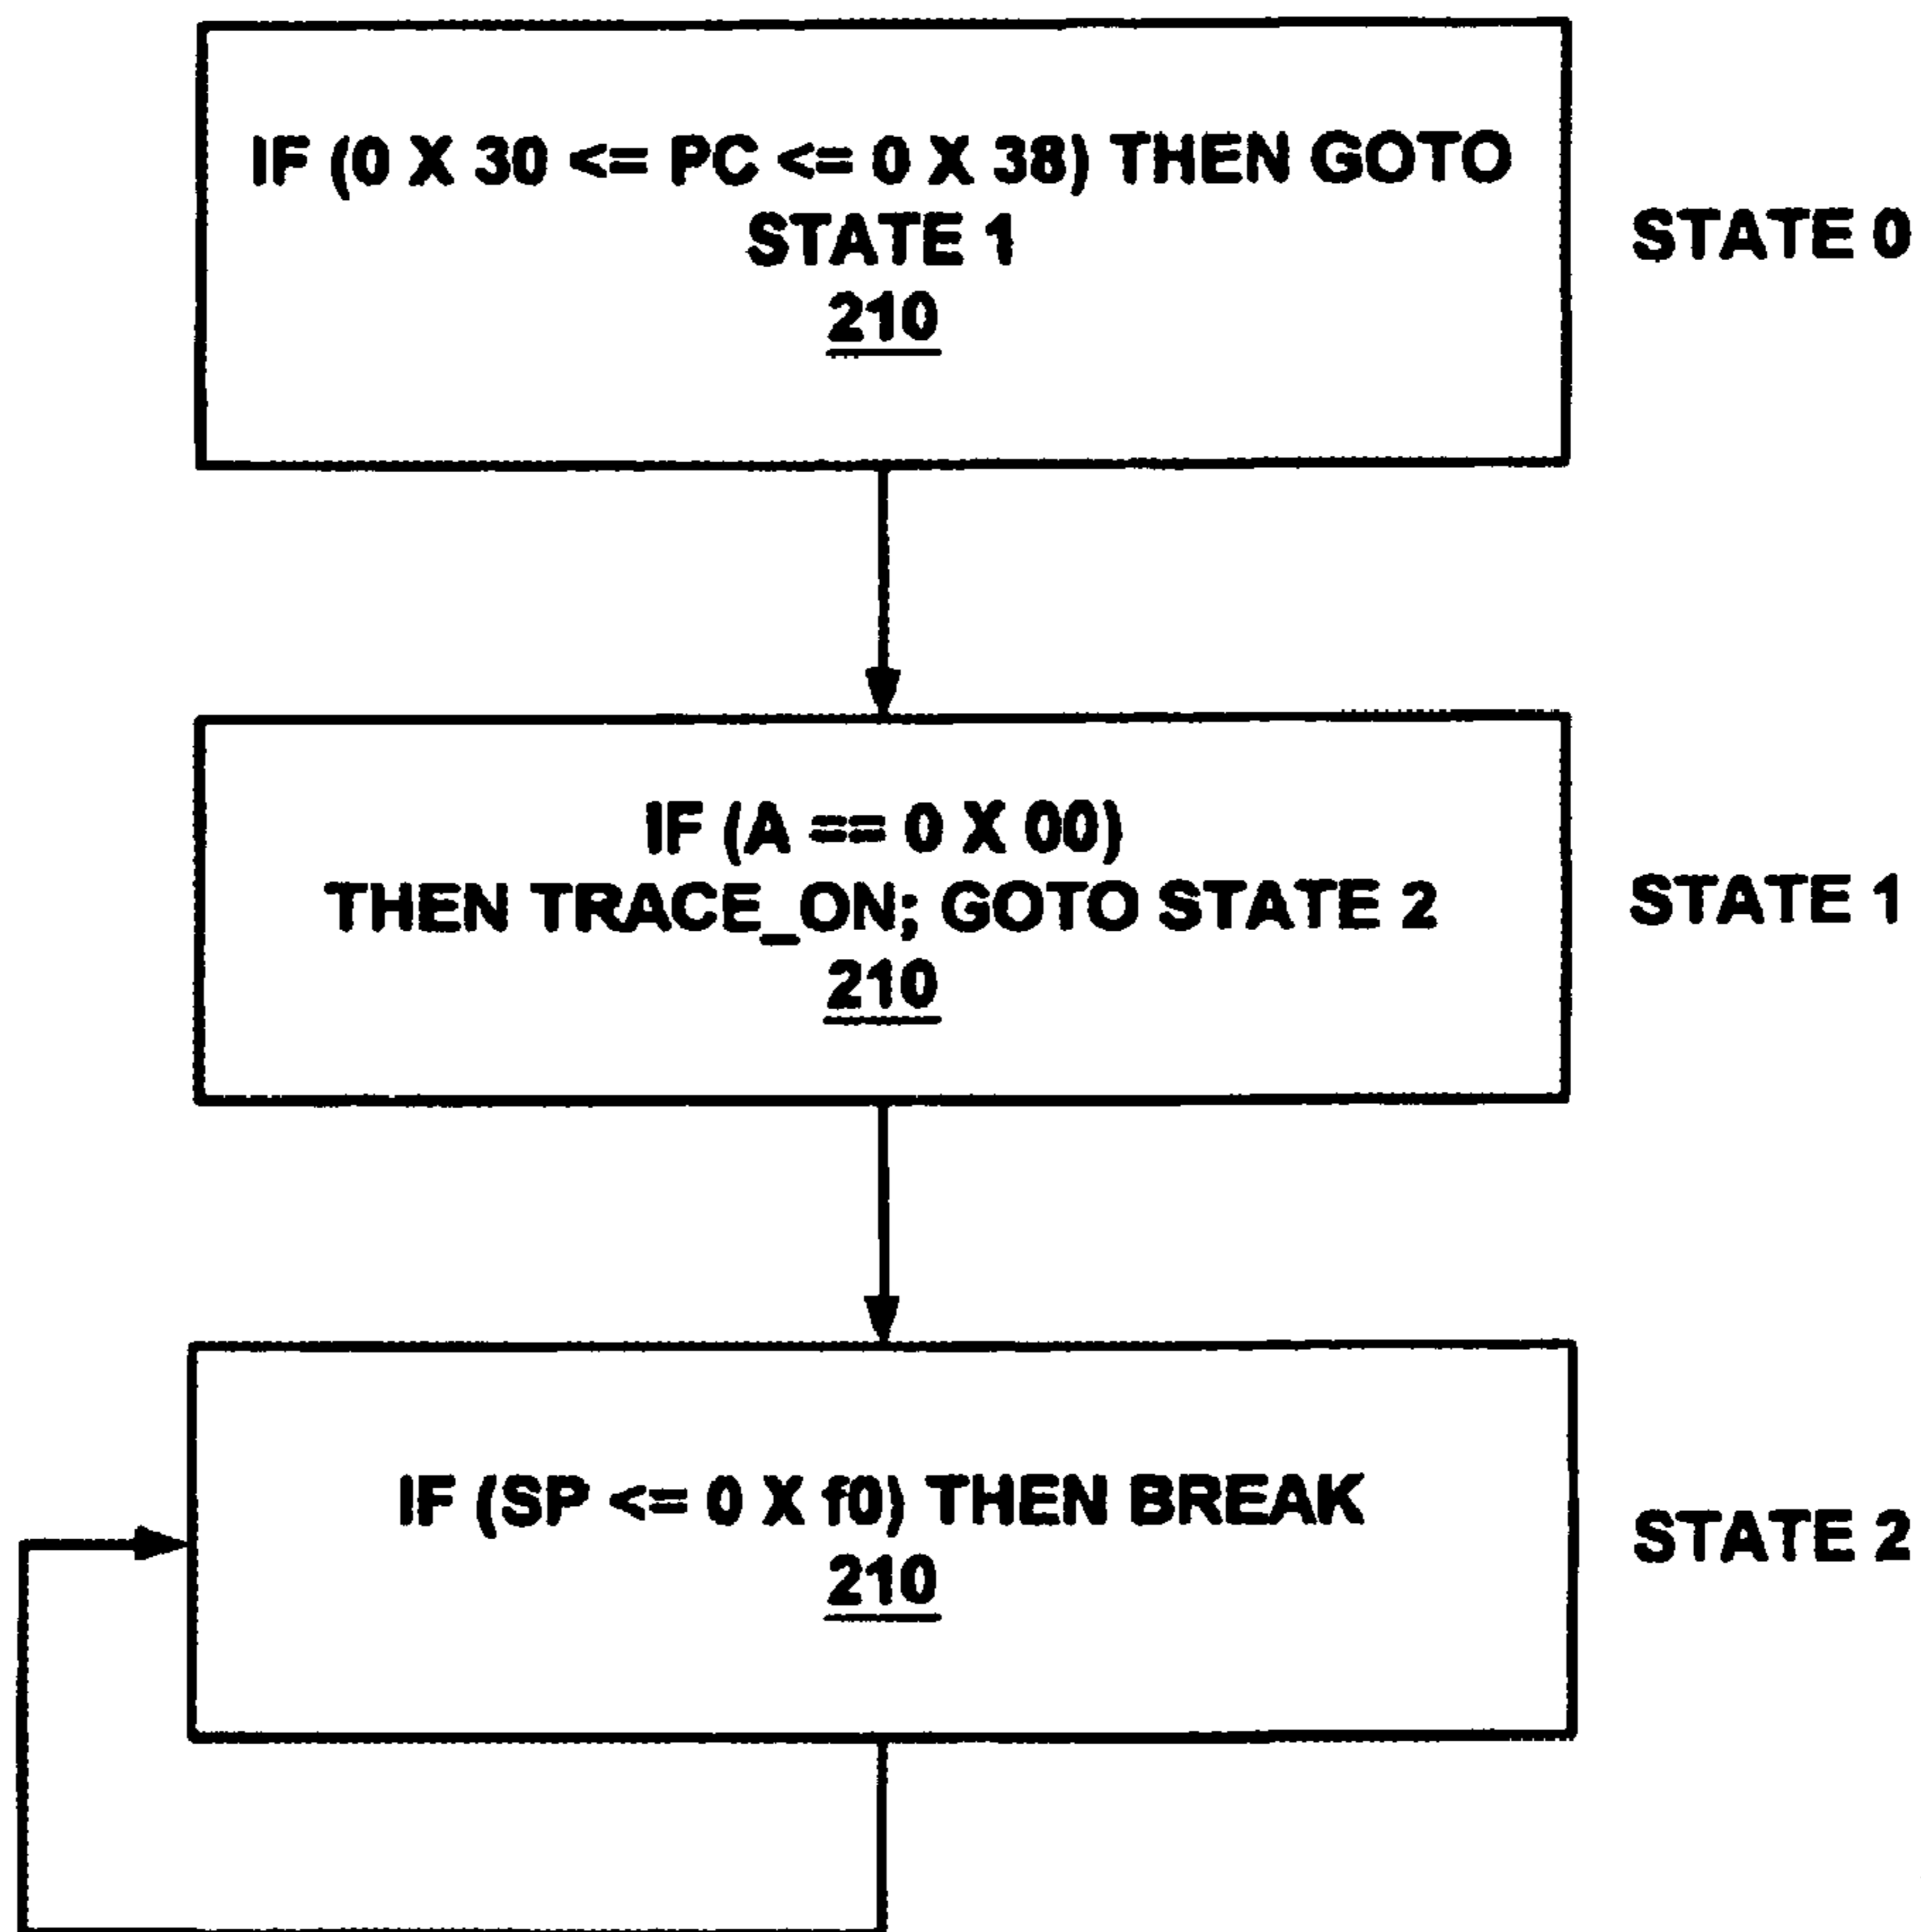 IF (0 X 30 <= PC <= 0 X 38) THEN GOTO
STATE 1
210
STATE 0
IF (A == 0 X 00)
THEN TRACE_ON; GOTO STATE 2
210
STATE 1
IF (SP <= 0 X f0) THEN BREAK
210
STATE 2